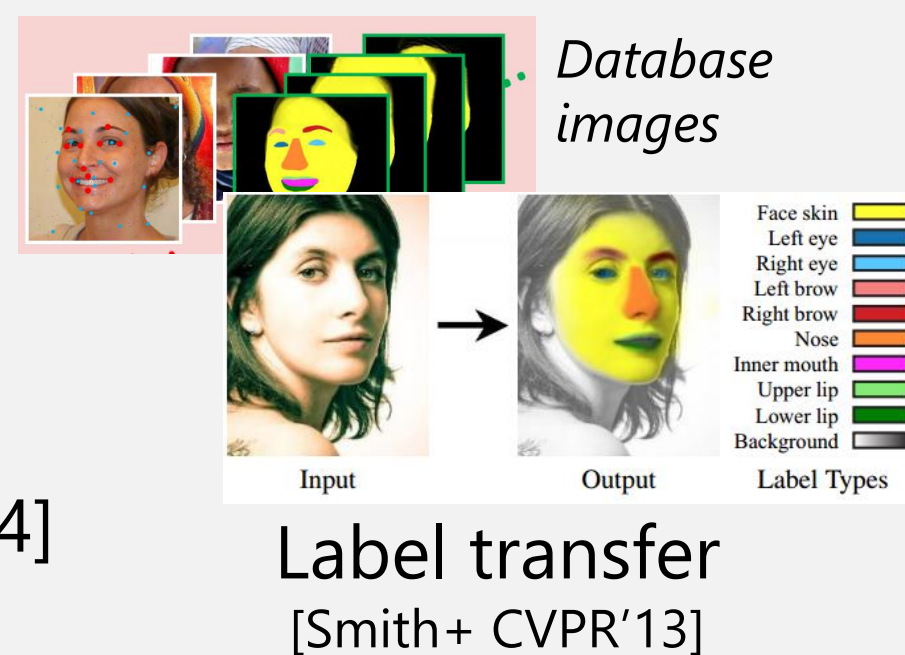 Database
images
Face skin
Left eye
Right eye
Left brow
Right brow
Nose
Inner mouth
Upper lip
Lower lip
Background
Input
Output
Label Types
4]
Label transfer
[Smith+ CVPR’13]